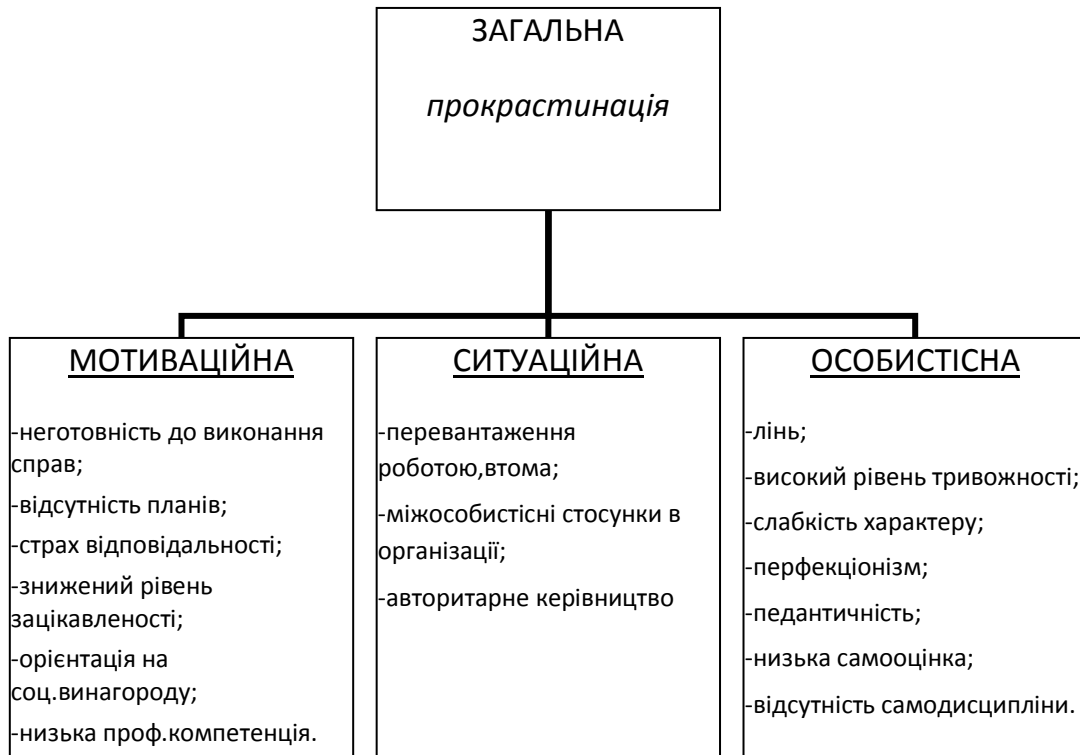 ЗАГАЛЬНА
прокрастинація
МОТИВАЦІЙНА
-неготовність до виконання
справ;
-відсутність планів;
-страх відповідальності;
-знижений рівень
зацікавленості;
-орієнтація на
соц.винагороду;
-низька проф.компетенція.
СИТУАЦІЙНА
-перевантаження
роботою,втома;
-міжособистісні стосунки в
організації;
-авторитарне керівництво
ОСОБИСТІСНА
-лінь;
-високий рівень тривожності;
-слабкість характеру;
-перфекціонізм;
-педантичність;
-низька самооцінка;
-відсутність самодисципліни.